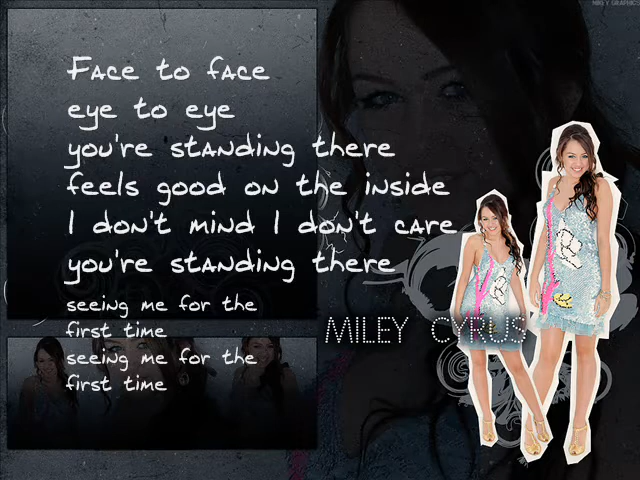 Face to face
eye to eye
you're standing there
feels good on the inside
I don't mind I don't care
you're standing there
seeing me for the
first time
seeing me for the
first time
MILEY CYRUS